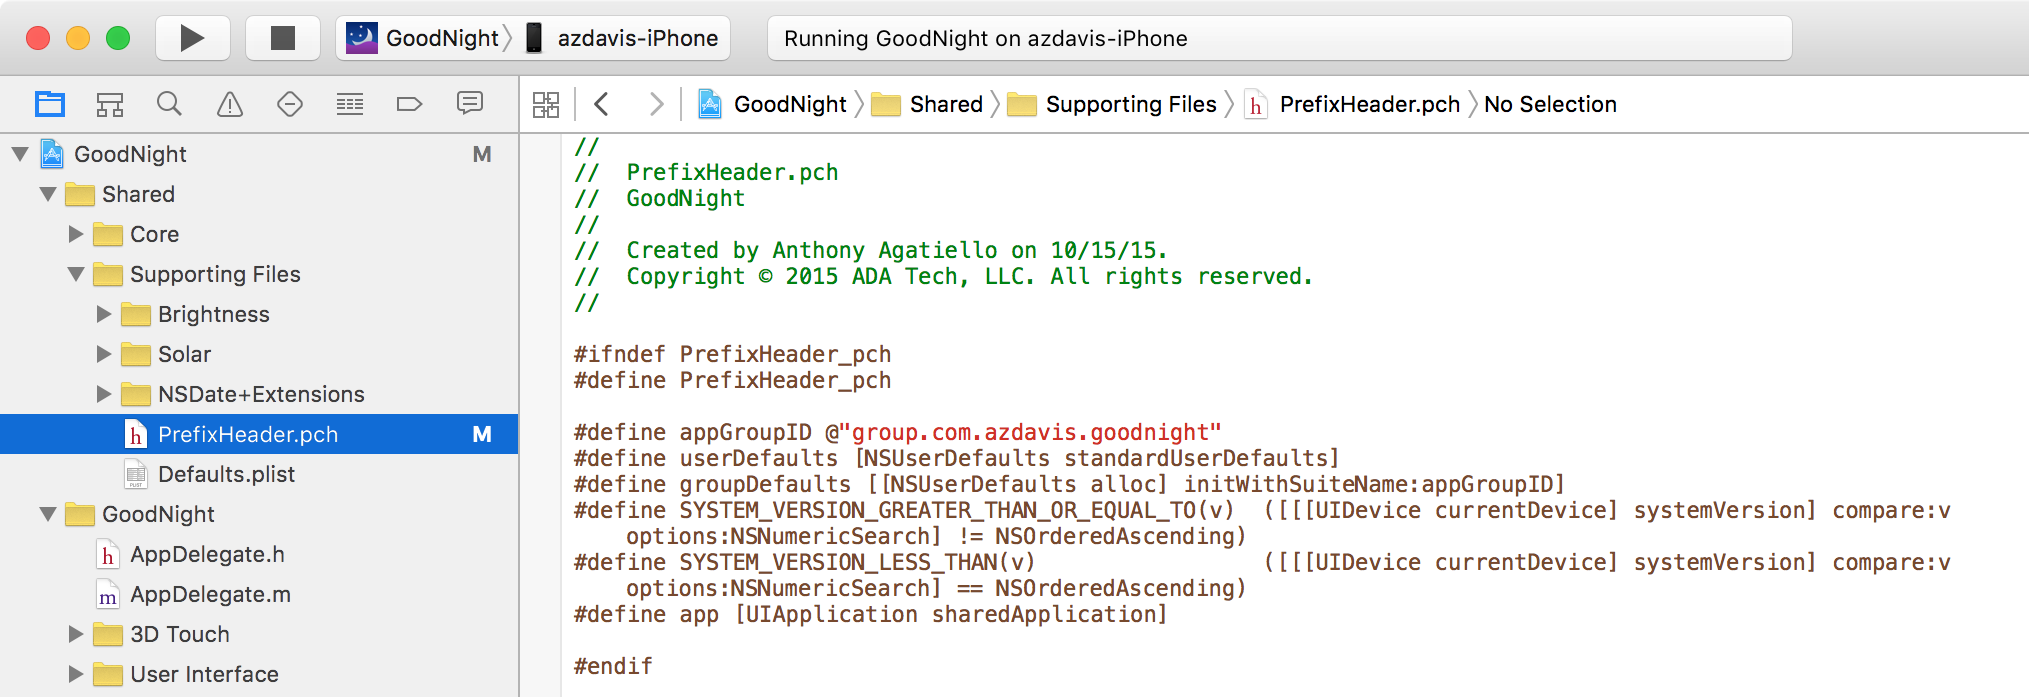 GoodNight azdavis-iPhone
Running GoodNight on azdavis-iPhone
GoodNight Shared Supporting Files h PrefixHeader.pch No Selection
GoodNight M
Shared
Core
Supporting Files
Brightness
Solar
NSDate+Extensions
h PrefixHeader.pch M
PLIST Defaults.plist
GoodNight
h AppDelegate.h
m AppDelegate.m
3D Touch
User Interface
//
//  PrefixHeader.pch
//  GoodNight
//
//  Created by Anthony Agatiello on 10/15/15.
//  Copyright © 2015 ADA Tech, LLC. All rights reserved.
//
#ifndef PrefixHeader_pch
#define PrefixHeader_pch
#define appGroupID @"group.com.azdavis.goodnight"
#define userDefaults [NSUserDefaults standardUserDefaults]
#define groupDefaults [[NSUserDefaults alloc] initWithSuiteName:appGroupID]
#define SYSTEM_VERSION_GREATER_THAN_OR_EQUAL_TO(v)  ([[[UIDevice currentDevice] systemVersion] compare:v
options:NSNumericSearch] != NSOrderedAscending)
#define SYSTEM_VERSION_LESS_THAN(v)                 ([[[UIDevice currentDevice] systemVersion] compare:v
options:NSNumericSearch] == NSOrderedAscending)
#define app [UIApplication sharedApplication]
#endif